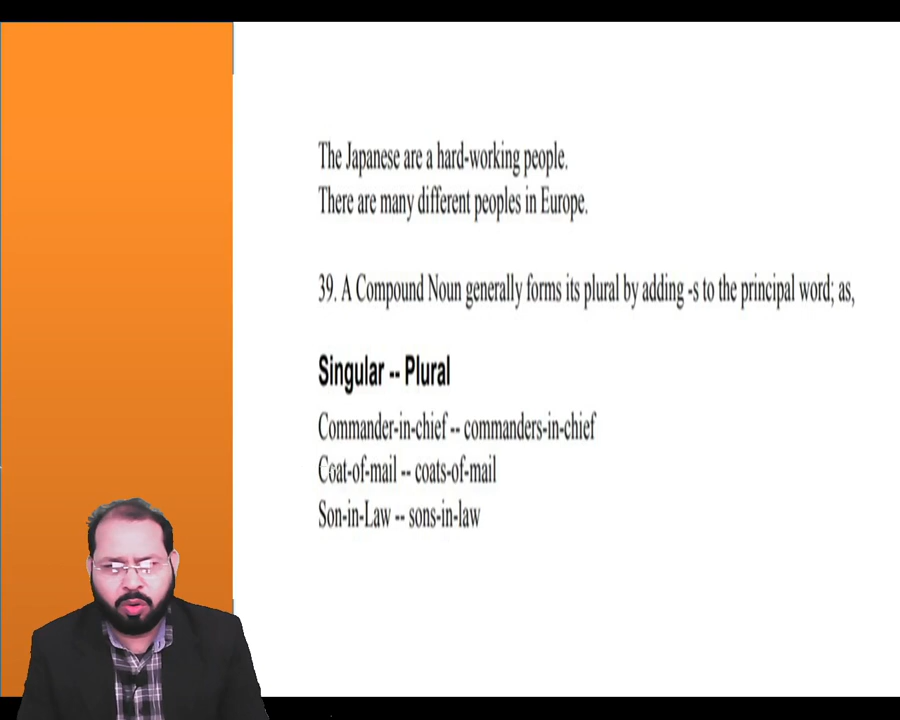 The Japanese are a hard-working people.
There are many different peoples in Europe.
39. A Compound Noun generally forms its plural by adding -s to the principal word; as,
Singular -- Plural
Commander-in-chief -- commanders-in-chief
Coat-of-mail -- coats-of-mail
Son-in-Law -- sons-in-law